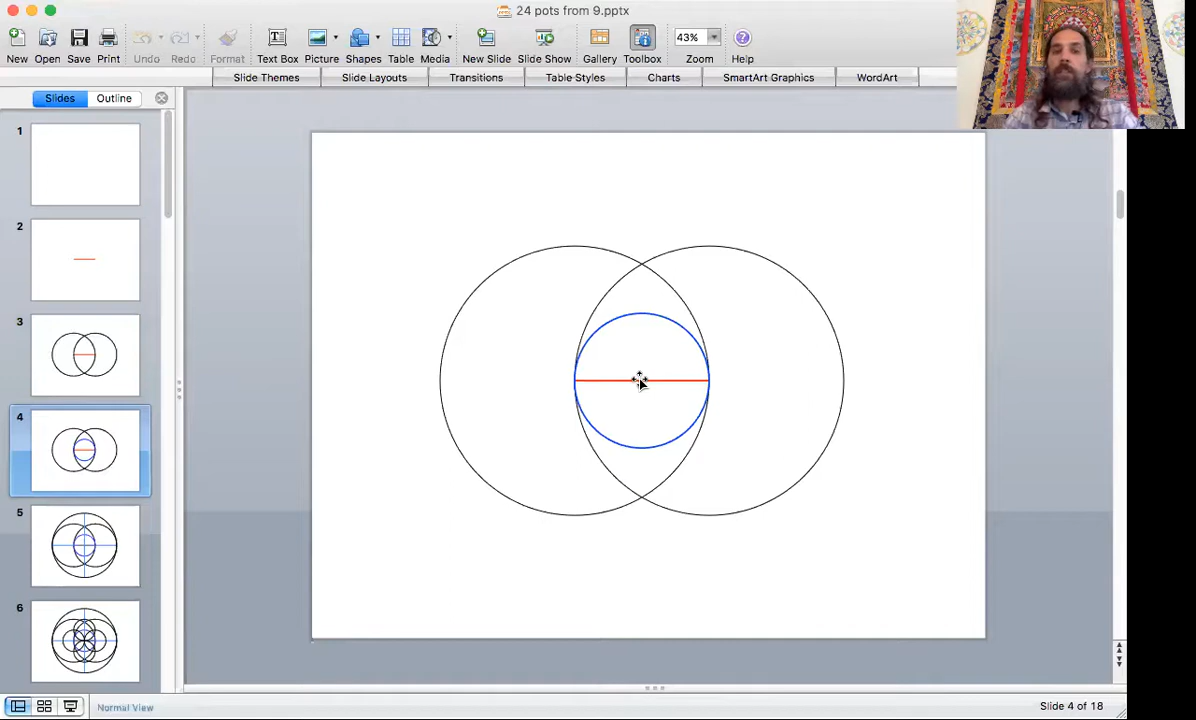 24 pots from 9.pptx
New Open Save Print Undo Redo Format Text Box Picture Shapes Table Media New Slide Slide Show Gallery Toolbox 43% Zoom Help
Slide Themes Slide Layouts Transitions Table Styles Charts SmartArt Graphics WordArt
Slides Outline
1
2
3
4
5
6
Normal View
Slide 4 of 18